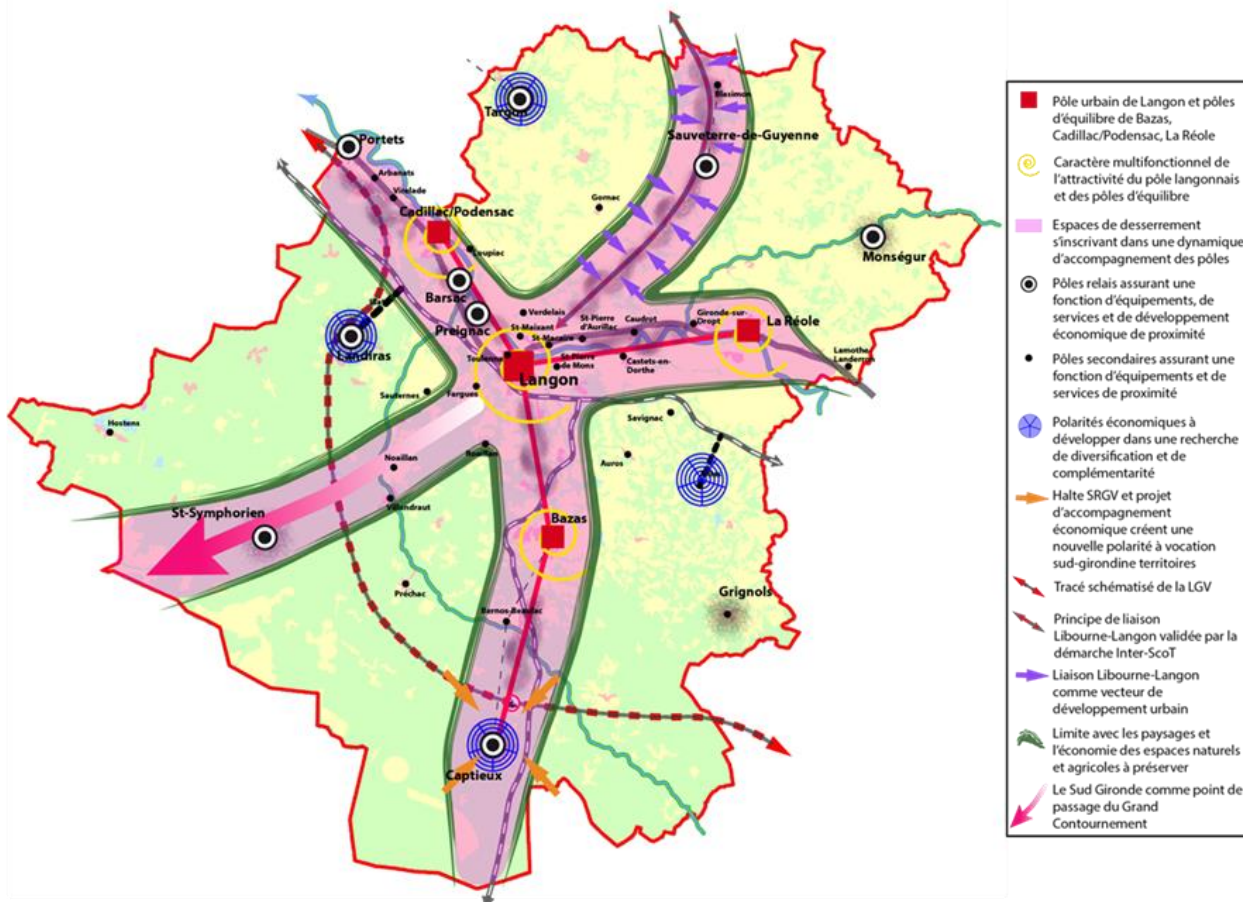 Blasimon
Targon
Sauveterre-de-Guyenne
Portets
Arbanats
Virelade
Gornac
Cadillac/Podensac
Loupiac
Monségur
Barsac
Verdelais
Gironde-sur-
Dropt
Preignac
St-Pierre
d'Aurillac
Caudrot
La Réole
St-Maixant
St-Macaire
Landiras
Toulenne
St-Pierre
de Mons
Castets-en-
Dorthe
Lamothe
Landerron
Langon
Sauternes
Fargues
Savignac
Hostens
Noaillan
Roaillan
Auros
Villandraut
St-Symphorien
Bazas
Préchac
Grignols
Bernos-Beaulac
Captieux
Pôle urbain de Langon et pôles
d'équilibre de Bazas,
Cadillac/Podensac, La Réole
Caractère multifonctionnel de
l'attractivité du pôle langonnais
et des pôles d'équilibre
Espaces de desserrement
s'inscrivant dans une dynamique
d'accompagnement des pôles
Pôles relais assurant une
fonction d'équipements, de
services et de développement
économique de proximité
Pôles secondaires assurant une
fonction d'équipements et de
services de proximité
Polarités économiques à
développer dans une recherche
de diversification et de
complémentarité
Halte SRGV et projet
d'accompagnement
économique créent une
nouvelle polarité à vocation
sud-girondine territoires
Tracé schématisé de la LGV
Principe de liaison
Libourne-Langon validée par la
démarche Inter-ScoT
Liaison Libourne-Langon
comme vecteur de
développement urbain
Limite avec les paysages et
l'économie des espaces naturels
et agricoles à préserver
Le Sud Gironde comme point de
passage du Grand
Contournement